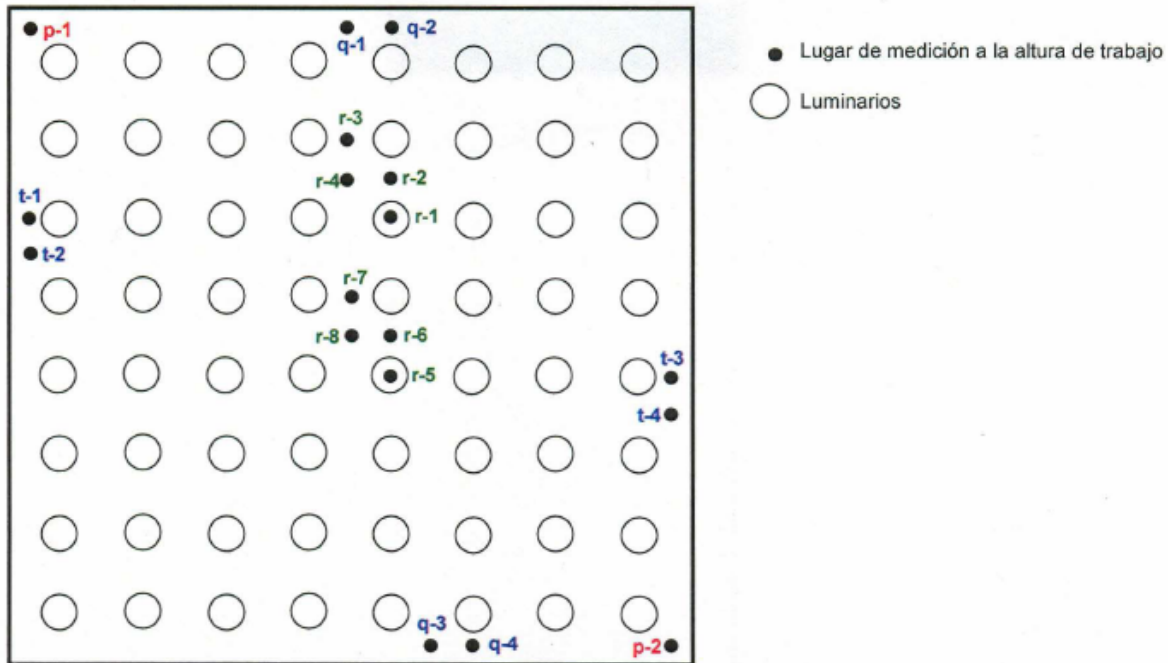 p-1
q-1
q-2
r-3
r-4
r-2
r-1
t-1
t-2
r-7
r-8
r-6
r-5
t-3
t-4
q-3
q-4
p-2
Lugar de medición a la altura de trabajo
Luminarios